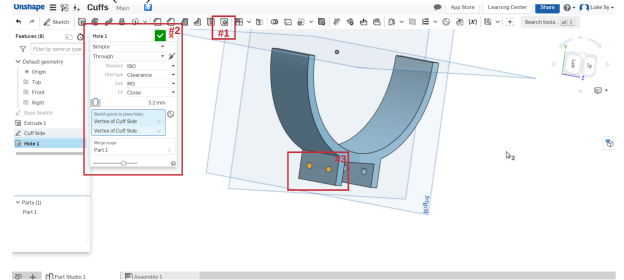 Unshape Cuffs Main App Store Learning Center Share Luke Sy
Sketch Search tools... alt C
#1
#2
Features (8)
Filter by name or type
Default geometry
Origin
Top
Front
Right
Base Sketch
Extrude 1
Cuff Side
Hole 1
Hole 1
Simple
Through
Standard ISO
Hole type Clearance
Size M3
Fit Close
3.2 mm
Sketch points to place holes
Vertex of Cuff Side
Vertex of Cuff Side
Merge scope
Part 1
#3
Right
Parts (1)
Part 1
Part Studio 1 Assembly 1